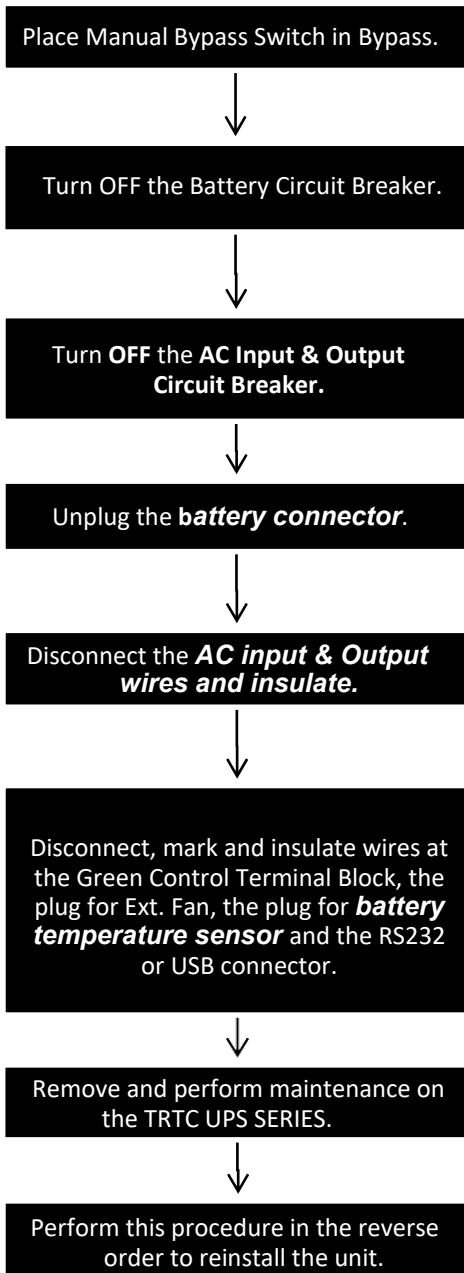 Place Manual Bypass Switch in Bypass.
Turn OFF the Battery Circuit Breaker.
Turn OFF the AC Input & Output
Circuit Breaker.
Unplug the battery connector.
Disconnect the AC input & Output
wires and insulate.
Disconnect, mark and insulate wires at
the Green Control Terminal Block, the
plug for Ext. Fan, the plug for battery
temperature sensor and the RS232
or USB connector.
Remove and perform maintenance on
the TRTC UPS SERIES.
Perform this procedure in the reverse
order to reinstall the unit.